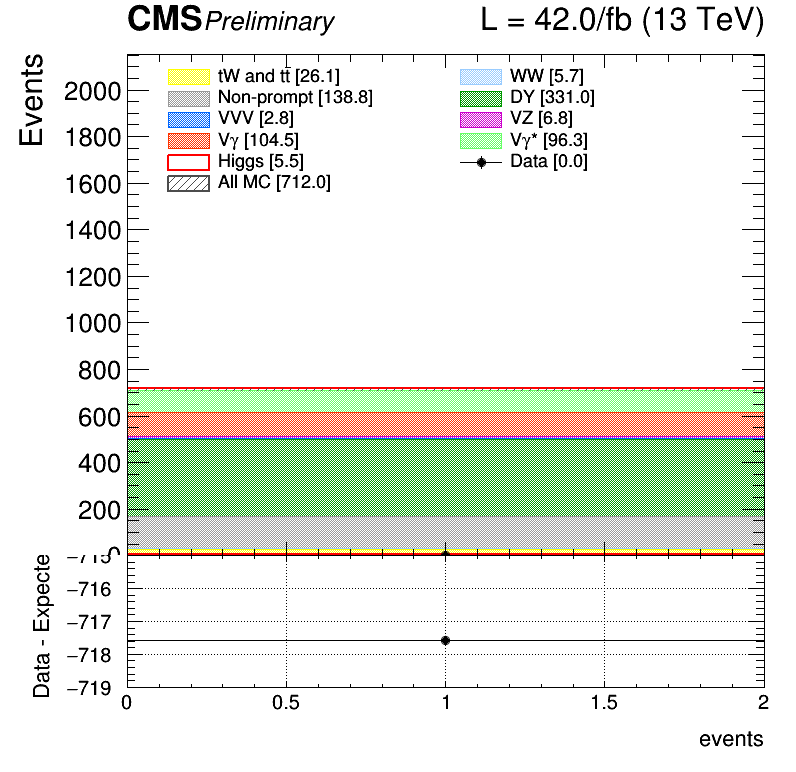 CMS Preliminary L = 42.0/fb (13 TeV)
Events
tW and tt̄ [26.1] WW [5.7]
Non-prompt [138.8] DY [331.0]
VVV [2.8] VZ [6.8]
Vγ [104.5] Vγ* [96.3]
Higgs [5.5] Data [0.0]
All MC [712.0]
2000
1800
1600
1400
1200
1000
800
600
400
200
Data - Expecte
−716
−717
−718
−719
0 0.5 1 1.5 2
events